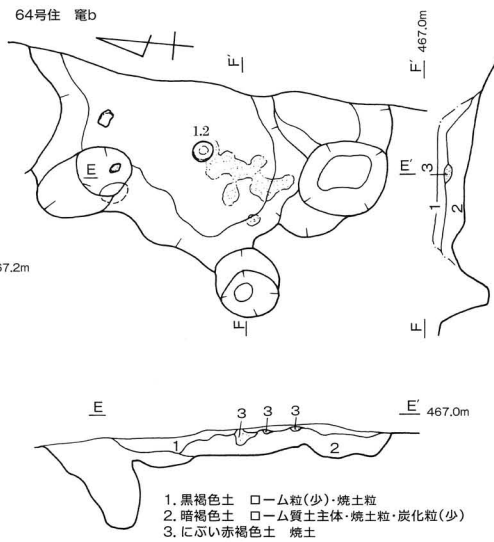 64号住　竃b
F'
F' 467.0m
1.2
E
E'
3
1
2
67.2m
F
F
E
E' 467.0m
3 3 3
1
2
1. 黒褐色土　ローム粒(少)・焼土粒
2. 暗褐色土　ローム質土主体・焼土粒・炭化粒(少)
3. にぶい赤褐色土　焼土